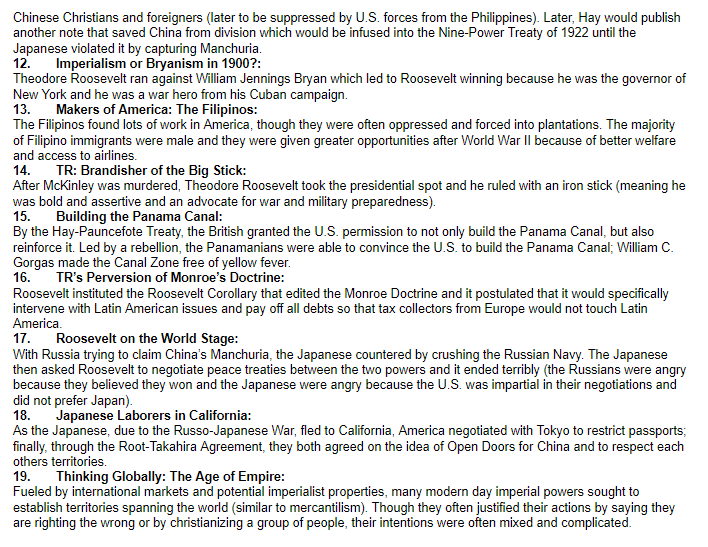 Chinese Christians and foreigners (later to be suppressed by U.S. forces from the Philippines). Later, Hay would publish
another note that saved China from division which would be infused into the Nine-Power Treaty of 1922 until the
Japanese violated it by capturing Manchuria.
12. Imperialism or Bryanism in 1900?:
Theodore Roosevelt ran against William Jennings Bryan which led to Roosevelt winning because he was the governor of
New York and he was a war hero from his Cuban campaign.
13. Makers of America: The Filipinos:
The Filipinos found lots of work in America, though they were often oppressed and forced into plantations. The majority
of Filipino immigrants were male and they were given greater opportunities after World War II because of better welfare
and access to airlines.
14. TR: Brandisher of the Big Stick:
After McKinley was murdered, Theodore Roosevelt took the presidential spot and he ruled with an iron stick (meaning he
was bold and assertive and an advocate for war and military preparedness).
15. Building the Panama Canal:
By the Hay-Pauncefote Treaty, the British granted the U.S. permission to not only build the Panama Canal, but also
reinforce it. Led by a rebellion, the Panamanians were able to convince the U.S. to build the Panama Canal; William C.
Gorgas made the Canal Zone free of yellow fever.
16. TR's Perversion of Monroe's Doctrine:
Roosevelt instituted the Roosevelt Corollary that edited the Monroe Doctrine and it postulated that it would specifically
intervene with Latin American issues and pay off all debts so that tax collectors from Europe would not touch Latin
America.
17. Roosevelt on the World Stage:
With Russia trying to claim China's Manchuria, the Japanese countered by crushing the Russian Navy. The Japanese
then asked Roosevelt to negotiate peace treaties between the two powers and it ended terribly (the Russians were angry
because they believed they won and the Japanese were angry because the U.S. was impartial in their negotiations and
did not prefer Japan).
18. Japanese Laborers in California:
As the Japanese, due to the Russo-Japanese War, fled to California, America negotiated with Tokyo to restrict passports;
finally, through the Root-Takahira Agreement, they both agreed on the idea of Open Doors for China and to respect each
others territories.
19. Thinking Globally: The Age of Empire:
Fueled by international markets and potential imperialist properties, many modern day imperial powers sought to
establish territories spanning the world (similar to mercantilism). Though they often justified their actions by saying they
are righting the wrong or by christianizing a group of people, their intentions were often mixed and complicated.